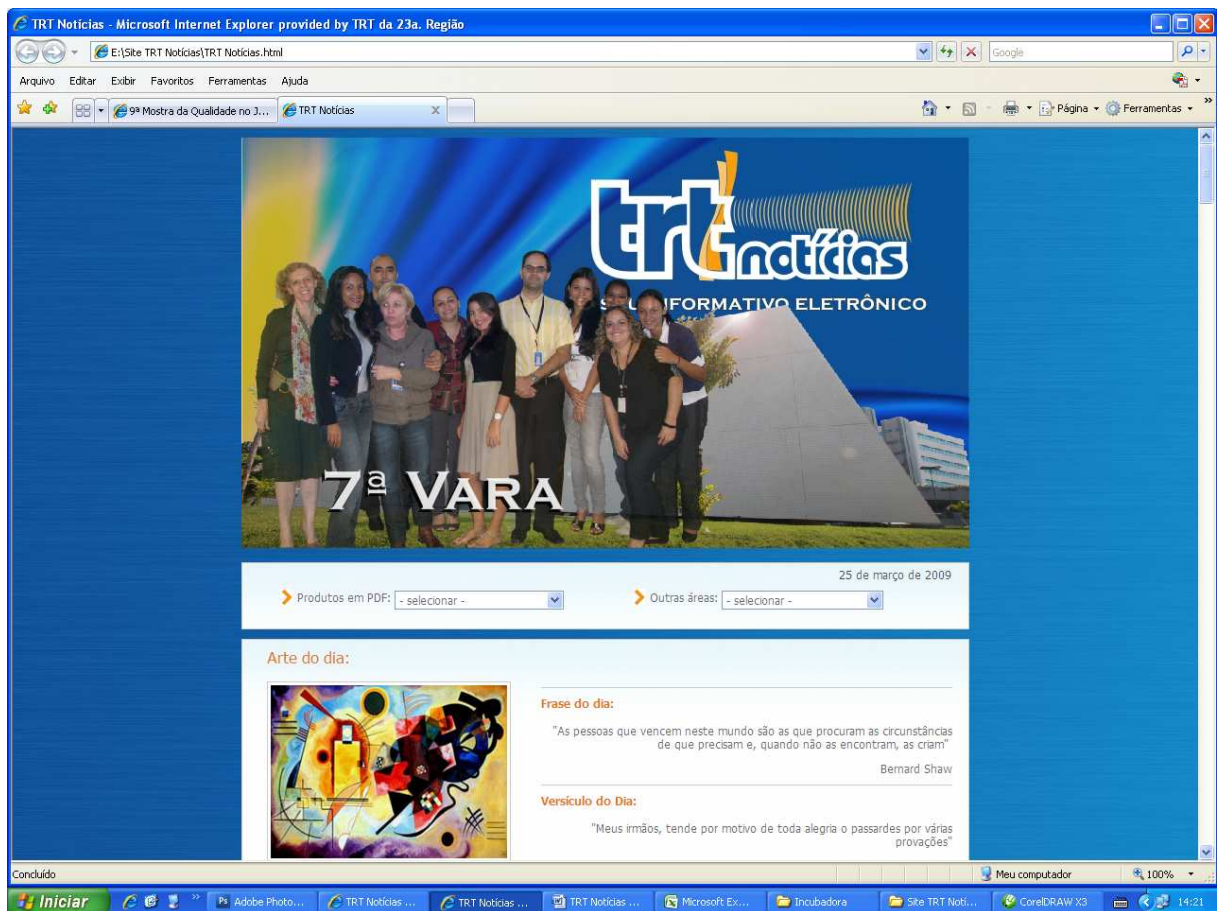 TRT Notícias - Microsoft Internet Explorer provided by TRT da 23a. Região
E:\Site TRT Notícias\TRT Notícias.html
Google
Arquivo Editar Exibir Favoritos Ferramentas Ajuda
9ª Mostra da Qualidade no J... TRT Notícias Página Ferramentas
trt notícias
INFORMATIVO ELETRÔNICO
7ª VARA
25 de março de 2009
Produtos em PDF: - selecionar - Outras áreas: - selecionar -
Arte do dia:
Frase do dia:
"As pessoas que vencem neste mundo são as que procuram as circunstâncias
de que precisam e, quando não as encontram, as criam"
Bernard Shaw
Versículo do Dia:
"Meus irmãos, tende por motivo de toda alegria o passardes por várias
provações"
Concluído Meu computador 100%
Iniciar Adobe Photo... TRT Notícias ... TRT Notícias ... TRT Notícias ... Microsoft Ex... Incubadora Site TRT Notí... CorelDRAW X3 14:21